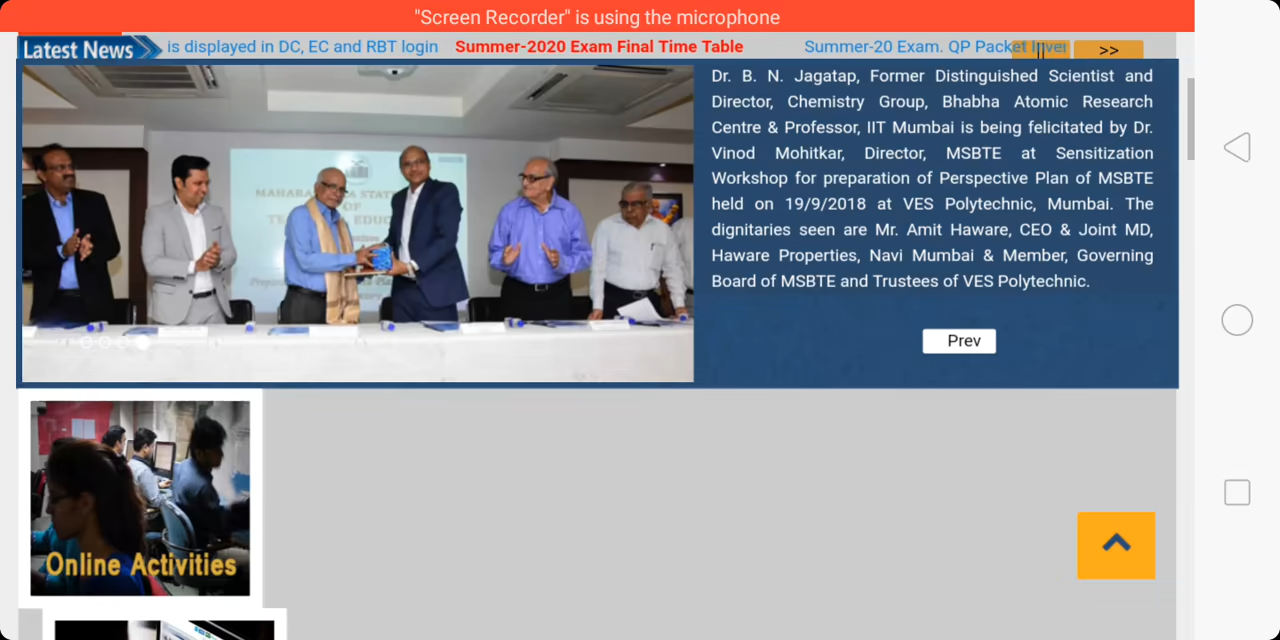 "Screen Recorder" is using the microphone
Latest News is displayed in DC, EC and RBT login Summer-2020 Exam Final Time Table Summer-20 Exam. QP Packet >>
Dr. B. N. Jagatap, Former Distinguished Scientist and
Director, Chemistry Group, Bhabha Atomic Research
Centre & Professor, IIT Mumbai is being felicitated by Dr.
Vinod Mohitkar, Director, MSBTE at Sensitization
Workshop for preparation of Perspective Plan of MSBTE
held on 19/9/2018 at VES Polytechnic, Mumbai. The
dignitaries seen are Mr. Amit Haware, CEO & Joint MD,
Haware Properties, Navi Mumbai & Member, Governing
Board of MSBTE and Trustees of VES Polytechnic.
Prev
Online Activities